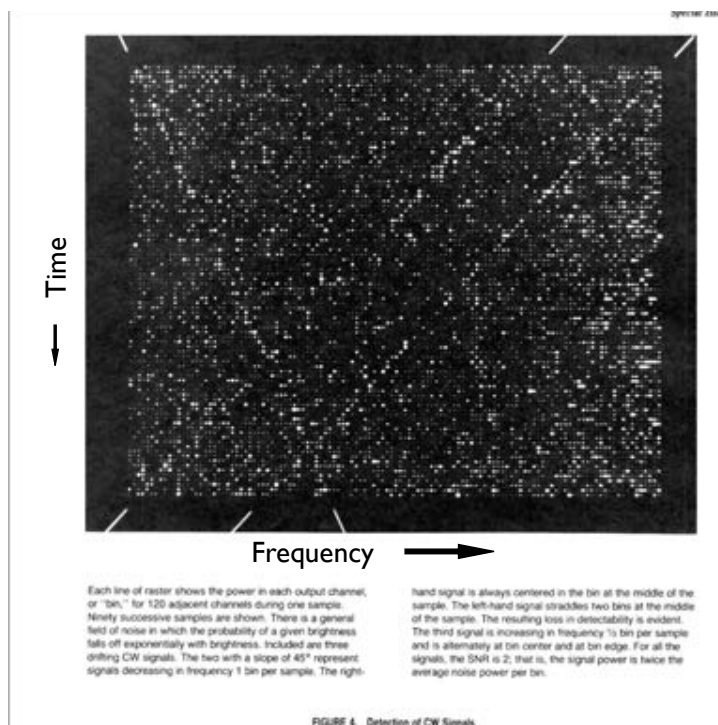 Special
Time
Frequency
Each line of raster shows the power in each output channel,
or "bin," for 120 adjacent channels during one sample.
Ninety successive samples are shown. There is a general
field of noise in which the probability of a given brightness
falls off exponentially with brightness. Included are three
drifting CW signals. The two with a slope of 45° represent
signals decreasing in frequency 1 bin per sample. The right-
hand signal is always centered in the bin at the middle of the
sample. The left-hand signal straddles two bins at the middle
of the sample. The resulting loss in detectability is evident.
The third signal is increasing in frequency ½ bin per sample
and is alternately at bin center and at bin edge. For all the
signals, the SNR is 2; that is, the signal power is twice the
average noise power per bin.
FIGURE 4. Detection of CW Signals